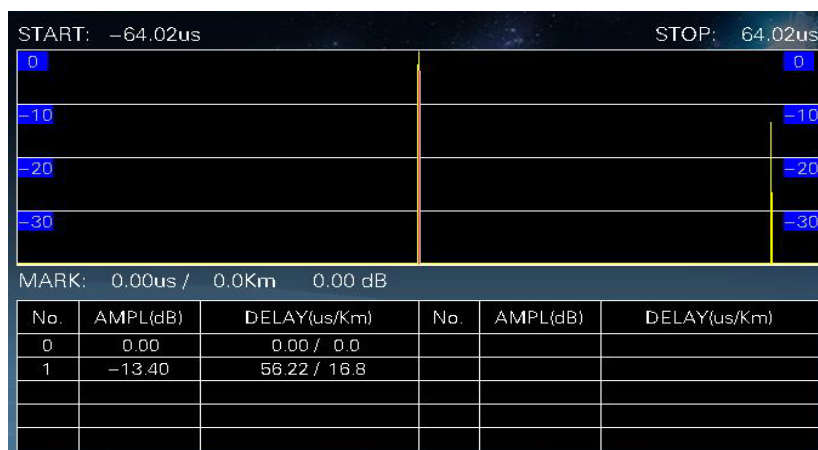 START: −64.02us STOP: 64.02us
0 0
−10 −10
−20 −20
−30 −30
MARK: 0.00us / 0.0Km 0.00 dB
No. AMPL(dB) DELAY(us/Km) No. AMPL(dB) DELAY(us/Km)
0 0.00 0.00 / 0.0
1 −13.40 56.22 / 16.8